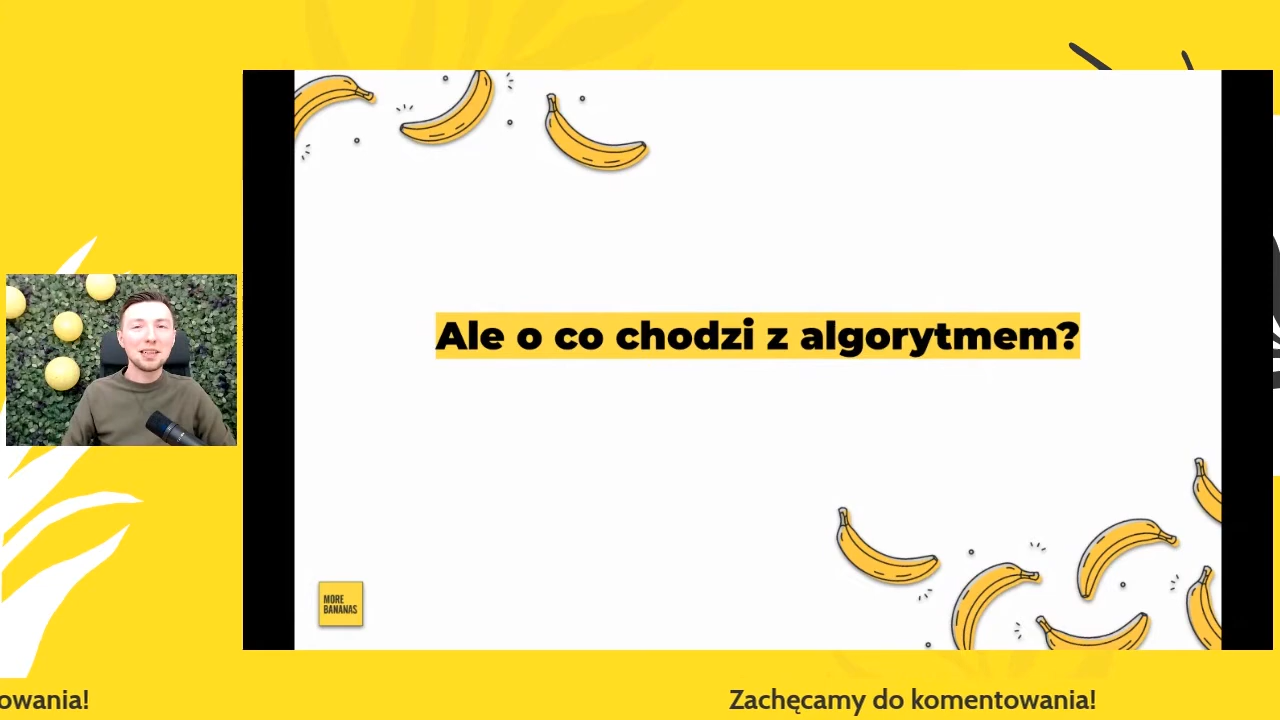 Ale o co chodzi z algorytmem?
MORE
BANANAS
owania!
Zachęcamy do komentowania!